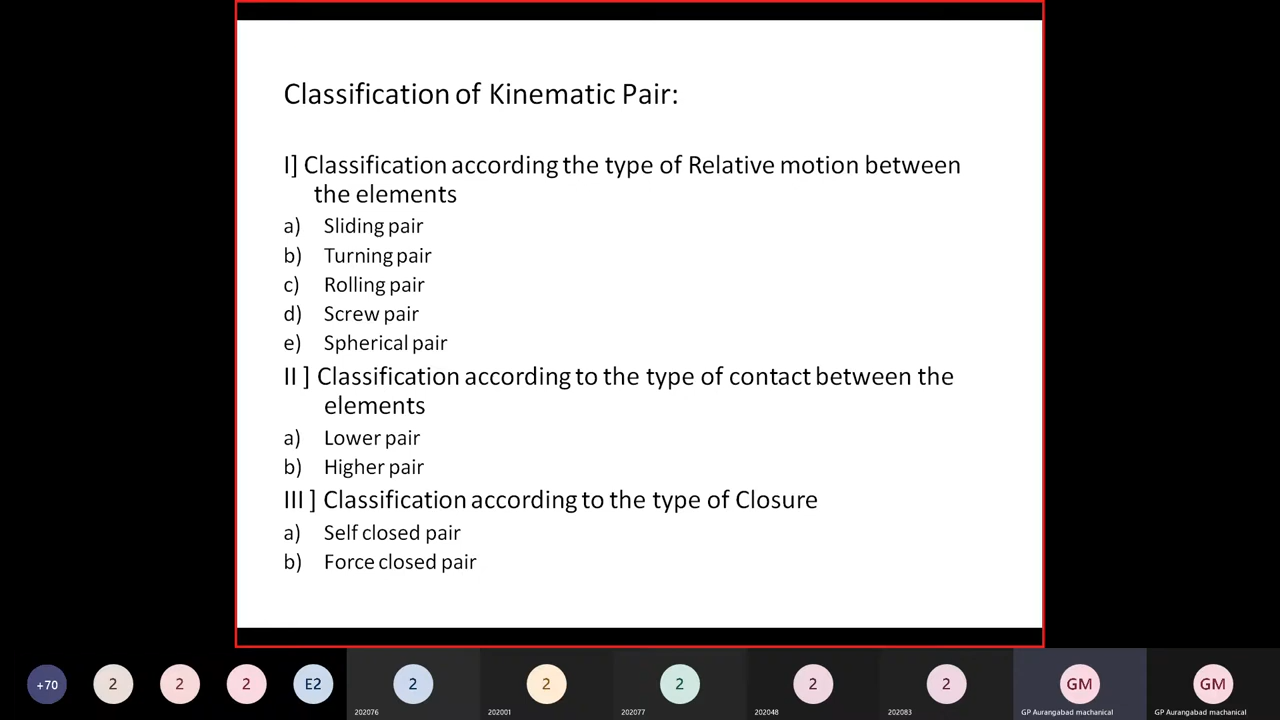 Classification of Kinematic Pair:
I] Classification according the type of Relative motion between
the elements
a) Sliding pair
b) Turning pair
c) Rolling pair
d) Screw pair
e) Spherical pair
II ] Classification according to the type of contact between the
elements
a) Lower pair
b) Higher pair
III ] Classification according to the type of Closure
a) Self closed pair
b) Force closed pair
+70 2 2 2 E2 2 2 2 2 2 GM GM
202076 202001 202077 202048 202083 GP Aurangabad machanical GP Aurangabad machanical